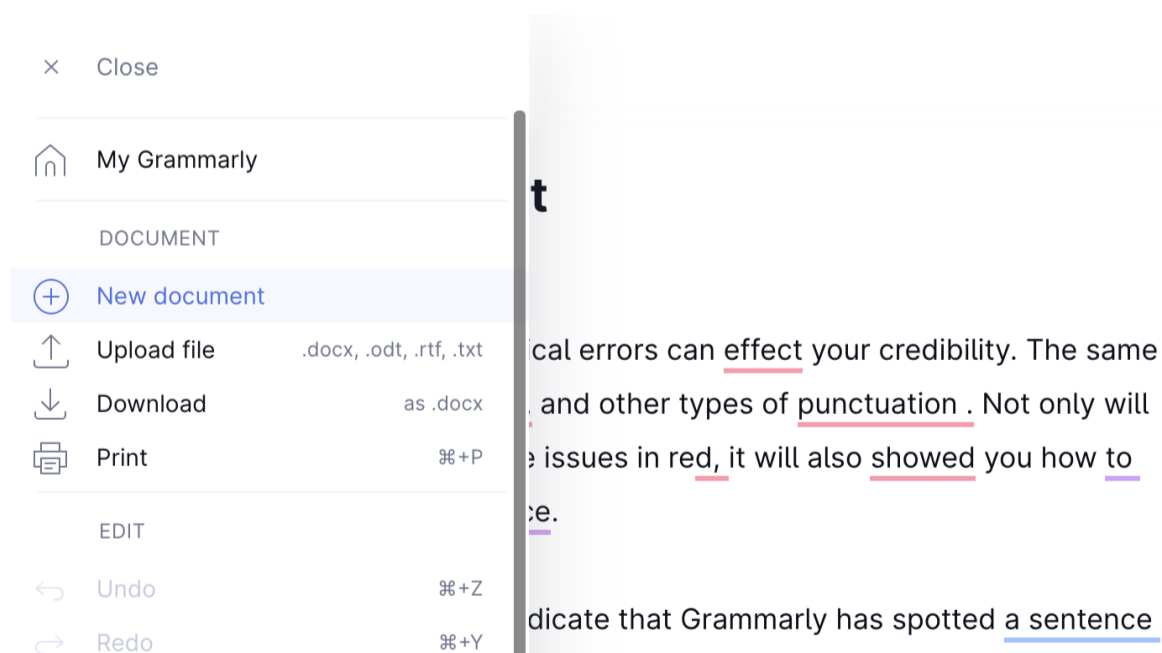 Close
My Grammarly
DOCUMENT
New document
Upload file .docx, .odt, .rtf, .txt
Download as .docx
Print ⌘+P
EDIT
Undo ⌘+Z
Redo ⌘+Y
t
ical errors can effect your credibility. The same
, and other types of punctuation . Not only will
e issues in red, it will also showed you how to
ce.
dicate that Grammarly has spotted a sentence